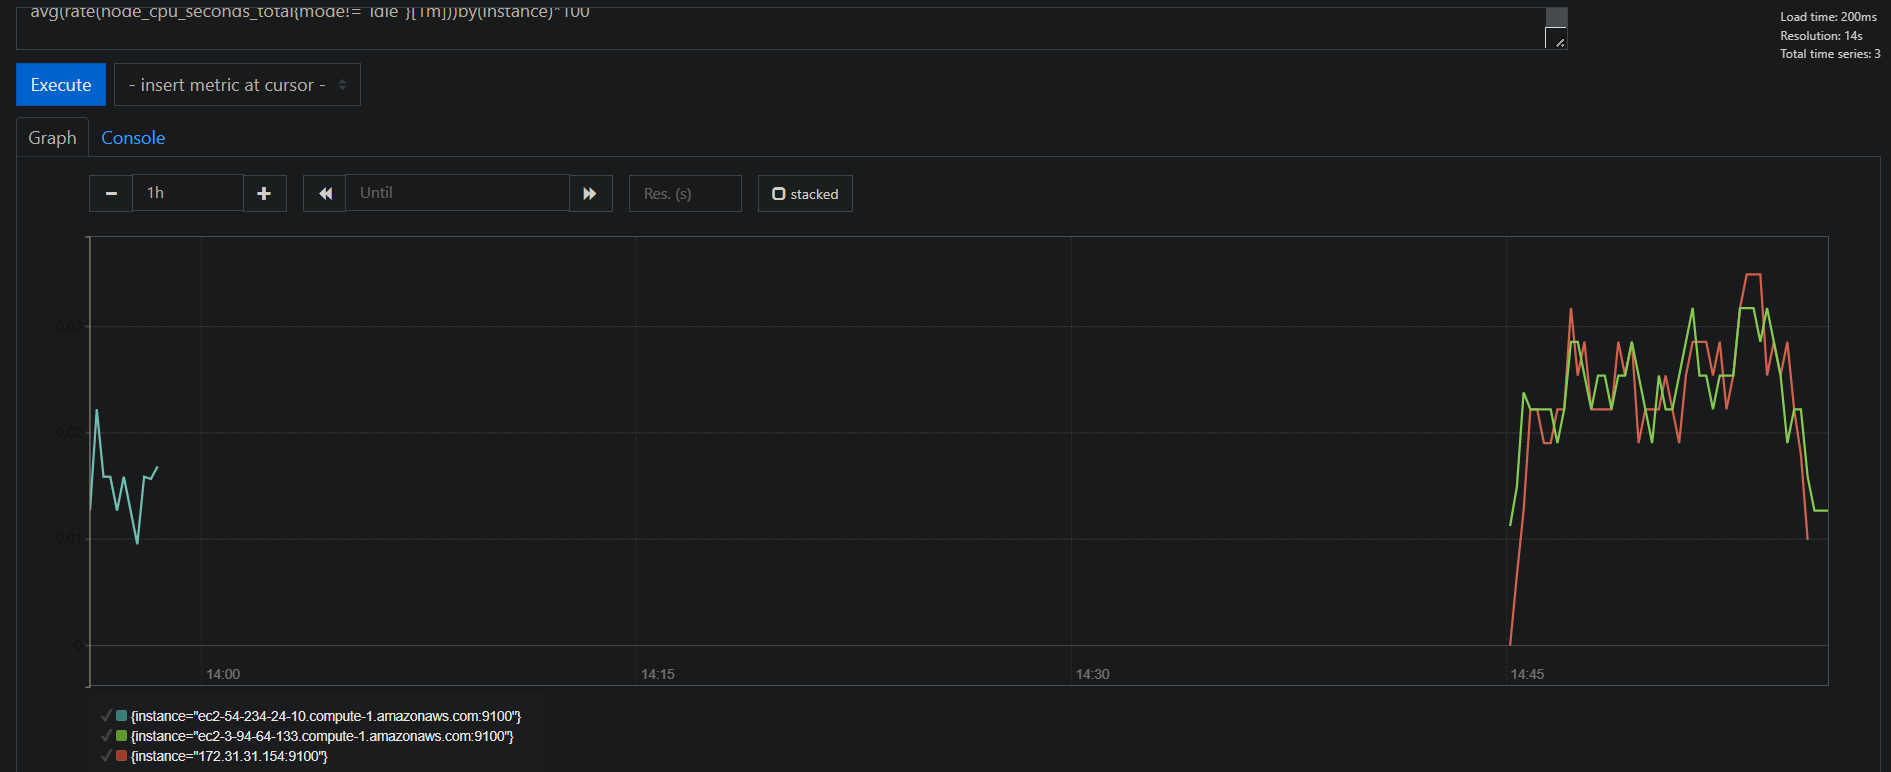 avg(rate(node_cpu_seconds_total{mode!="idle"}[1m]))by(instance)*100
Load time: 200ms
Resolution: 14s
Total time series: 3
Execute
- insert metric at cursor -
Graph
Console
1h
Until
Res. (s)
stacked
0.03
0.02
0.01
0
14:00
14:15
14:30
14:45
{instance="ec2-54-234-24-10.compute-1.amazonaws.com:9100"}
{instance="ec2-3-94-64-133.compute-1.amazonaws.com:9100"}
{instance="172.31.31.154:9100"}